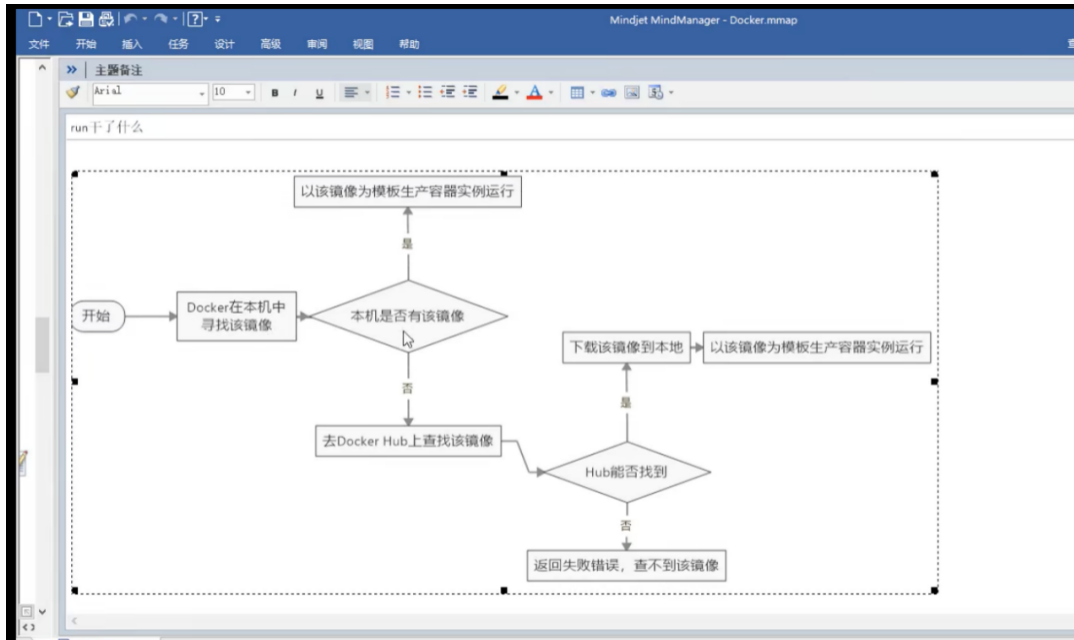 Mindjet MindManager - Docker.mmap
文件 开始 插入 任务 设计 高级 审阅 视图 帮助
主题备注
Arial 10 B I U
run干了什么
以该镜像为模板生产容器实例运行
是
开始
Docker在本机中
寻找该镜像
本机是否有该镜像
下载该镜像到本地
以该镜像为模板生产容器实例运行
否
是
去Docker Hub上查找该镜像
Hub能否找到
否
返回失败错误，查不到该镜像